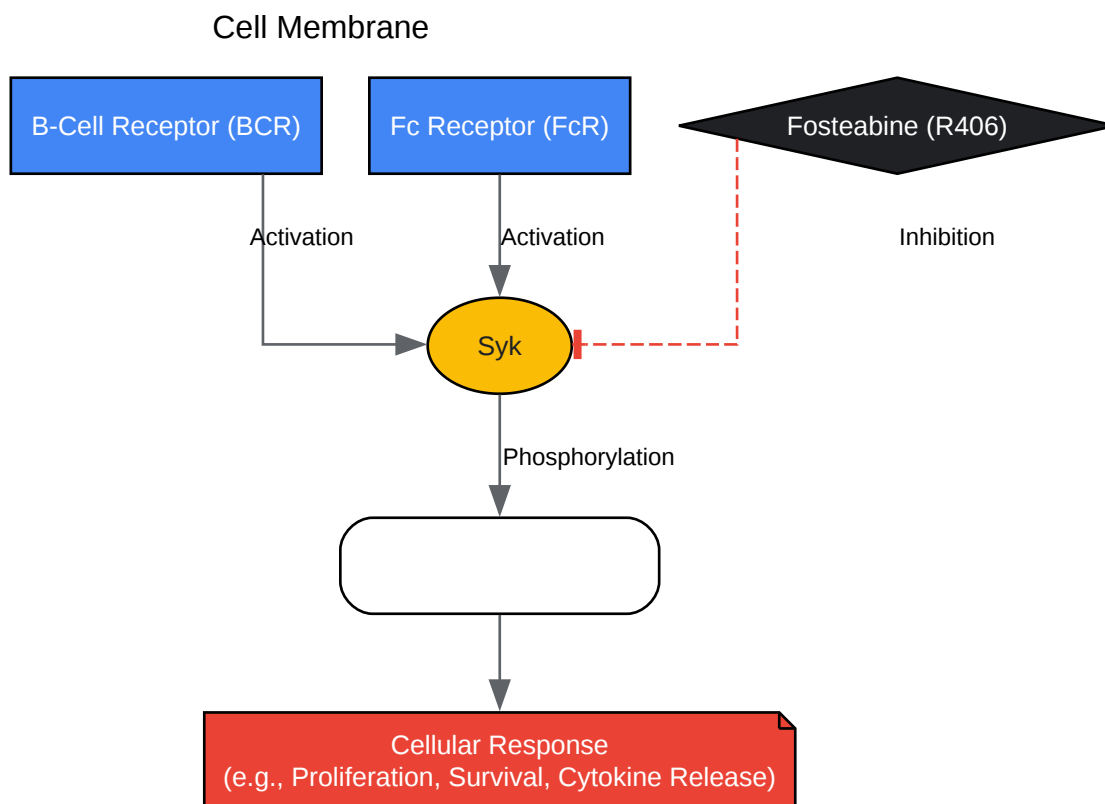 Cell Membrane
B-Cell Receptor (BCR)
Fc Receptor (FcR)
Fosteabine (R406)
Activation
Activation
Inhibition
Syk
Phosphorylation
Cellular Response
(e.g., Proliferation, Survival, Cytokine Release)